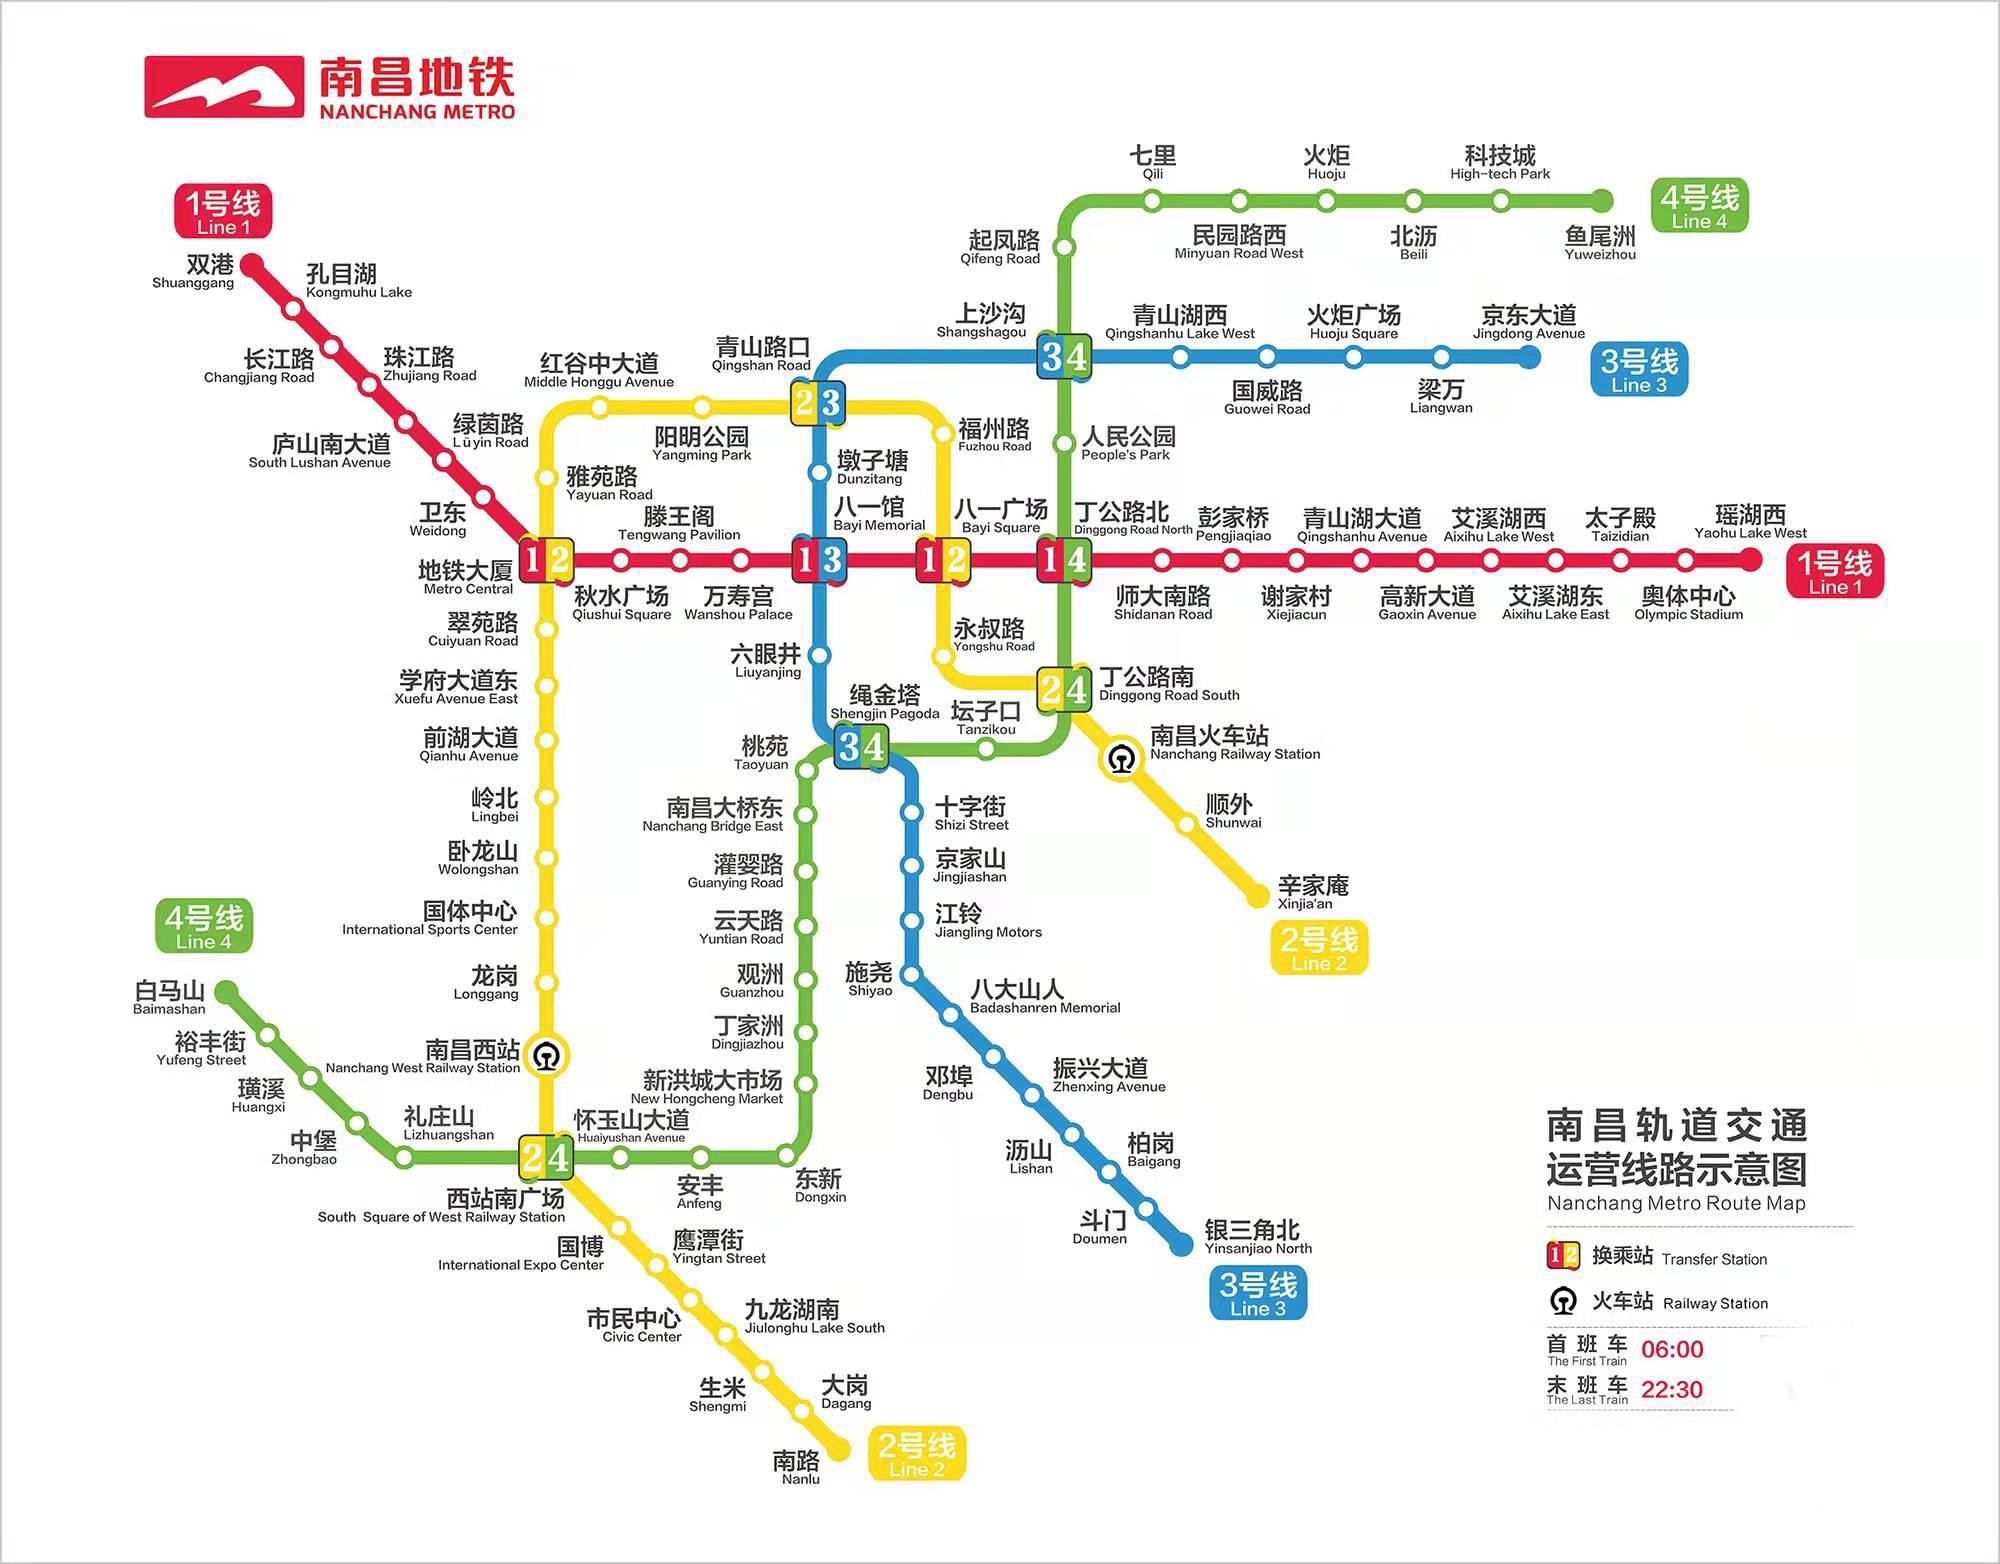 南昌地铁
NANCHANG METRO
1号线
Line 1
双港
Shuanggang
孔目湖
Kongmuhu Lake
长江路
Changjiang Road
珠江路
Zhujiang Road
庐山南大道
South Lushan Avenue
绿茵路
Lüyin Road
卫东
Weidong
地铁大厦
Metro Central
12
秋水广场
Qiushui Square
滕王阁
Tengwang Pavilion
万寿宫
Wanshou Palace
八一馆
Bayi Memorial
13
八一广场
Bayi Square
12
丁公路北
Dinggong Road North
14
师大南路
Shidanan Road
彭家桥
Pengjiaqiao
谢家村
Xiejiacun
青山湖大道
Qingshanhu Avenue
高新大道
Gaoxin Avenue
艾溪湖西
Aixihu Lake West
艾溪湖东
Aixihu Lake East
太子殿
Taizidian
奥体中心
Olympic Stadium
瑶湖西
Yaohu Lake West
1号线
Line 1
七里
Qili
火炬
Huoju
科技城
High-tech Park
4号线
Line 4
起凤路
Qifeng Road
民园路西
Minyuan Road West
北沥
Beili
鱼尾洲
Yuweizhou
上沙沟
Shangshagou
34
青山湖西
Qingshanhu Lake West
火炬广场
Huoju Square
京东大道
Jingdong Avenue
3号线
Line 3
国威路
Guowei Road
梁万
Liangwan
人民公园
People's Park
红谷中大道
Middle Honggu Avenue
青山路口
Qingshan Road
23
阳明公园
Yangming Park
福州路
Fuzhou Road
雅苑路
Yayuan Road
墩子塘
Dunzitang
翠苑路
Cuiyuan Road
学府大道东
Xuefu Avenue East
前湖大道
Qianhu Avenue
岭北
Lingbei
卧龙山
Wolongshan
国体中心
International Sports Center
龙岗
Longgang
南昌西站
Nanchang West Railway Station
六眼井
Liuyanjing
永叔路
Yongshu Road
丁公路南
Dinggong Road South
24
绳金塔
Shengjin Pagoda
34
坛子口
Tanzikou
南昌火车站
Nanchang Railway Station
顺外
Shunwai
辛家庵
Xinjia'an
2号线
Line 2
桃苑
Taoyuan
南昌大桥东
Nanchang Bridge East
灌婴路
Guanying Road
云天路
Yuntian Road
观洲
Guanzhou
丁家洲
Dingjiazhou
新洪城大市场
New Hongcheng Market
十字街
Shizi Street
京家山
Jingjiashan
江铃
Jiangling Motors
施尧
Shiyao
八大山人
Badashanren Memorial
邓埠
Dengbu
振兴大道
Zhenxing Avenue
沥山
Lishan
柏岗
Baigang
斗门
Doumen
银三角北
Yinsanjiao North
3号线
Line 3
4号线
Line 4
白马山
Baimashan
裕丰街
Yufeng Street
璜溪
Huangxi
中堡
Zhongbao
礼庄山
Lizhuangshan
24
怀玉山大道
Huaiyushan Avenue
安丰
Anfeng
东新
Dongxin
西站南广场
South Square of West Railway Station
国博
International Expo Center
鹰潭街
Yingtan Street
市民中心
Civic Center
九龙湖南
Jiulonghu Lake South
生米
Shengmi
大岗
Dagang
南路
Nanlu
2号线
Line 2
南昌轨道交通
运营线路示意图
Nanchang Metro Route Map
12 换乘站 Transfer Station
火车站 Railway Station
首班车 06:00
The First Train
末班车 22:30
The Last Train